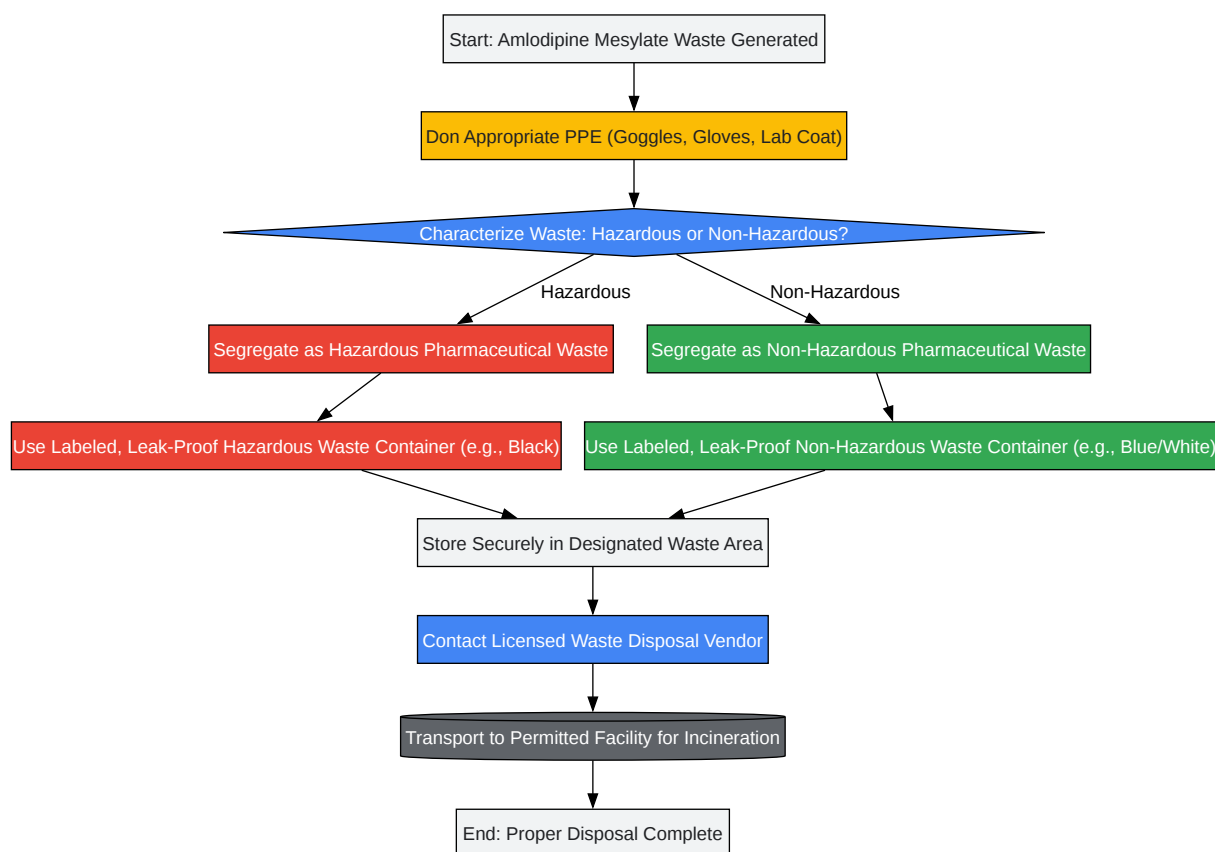 Start: Amlodipine Mesylate Waste Generated
Don Appropriate PPE (Goggles, Gloves, Lab Coat)
Characterize Waste: Hazardous or Non-Hazardous?
Hazardous
Non-Hazardous
Segregate as Hazardous Pharmaceutical Waste
Segregate as Non-Hazardous Pharmaceutical Waste
Use Labeled, Leak-Proof Hazardous Waste Container (e.g., Black)
Use Labeled, Leak-Proof Non-Hazardous Waste Container (e.g., Blue/White)
Store Securely in Designated Waste Area
Contact Licensed Waste Disposal Vendor
Transport to Permitted Facility for Incineration
End: Proper Disposal Complete